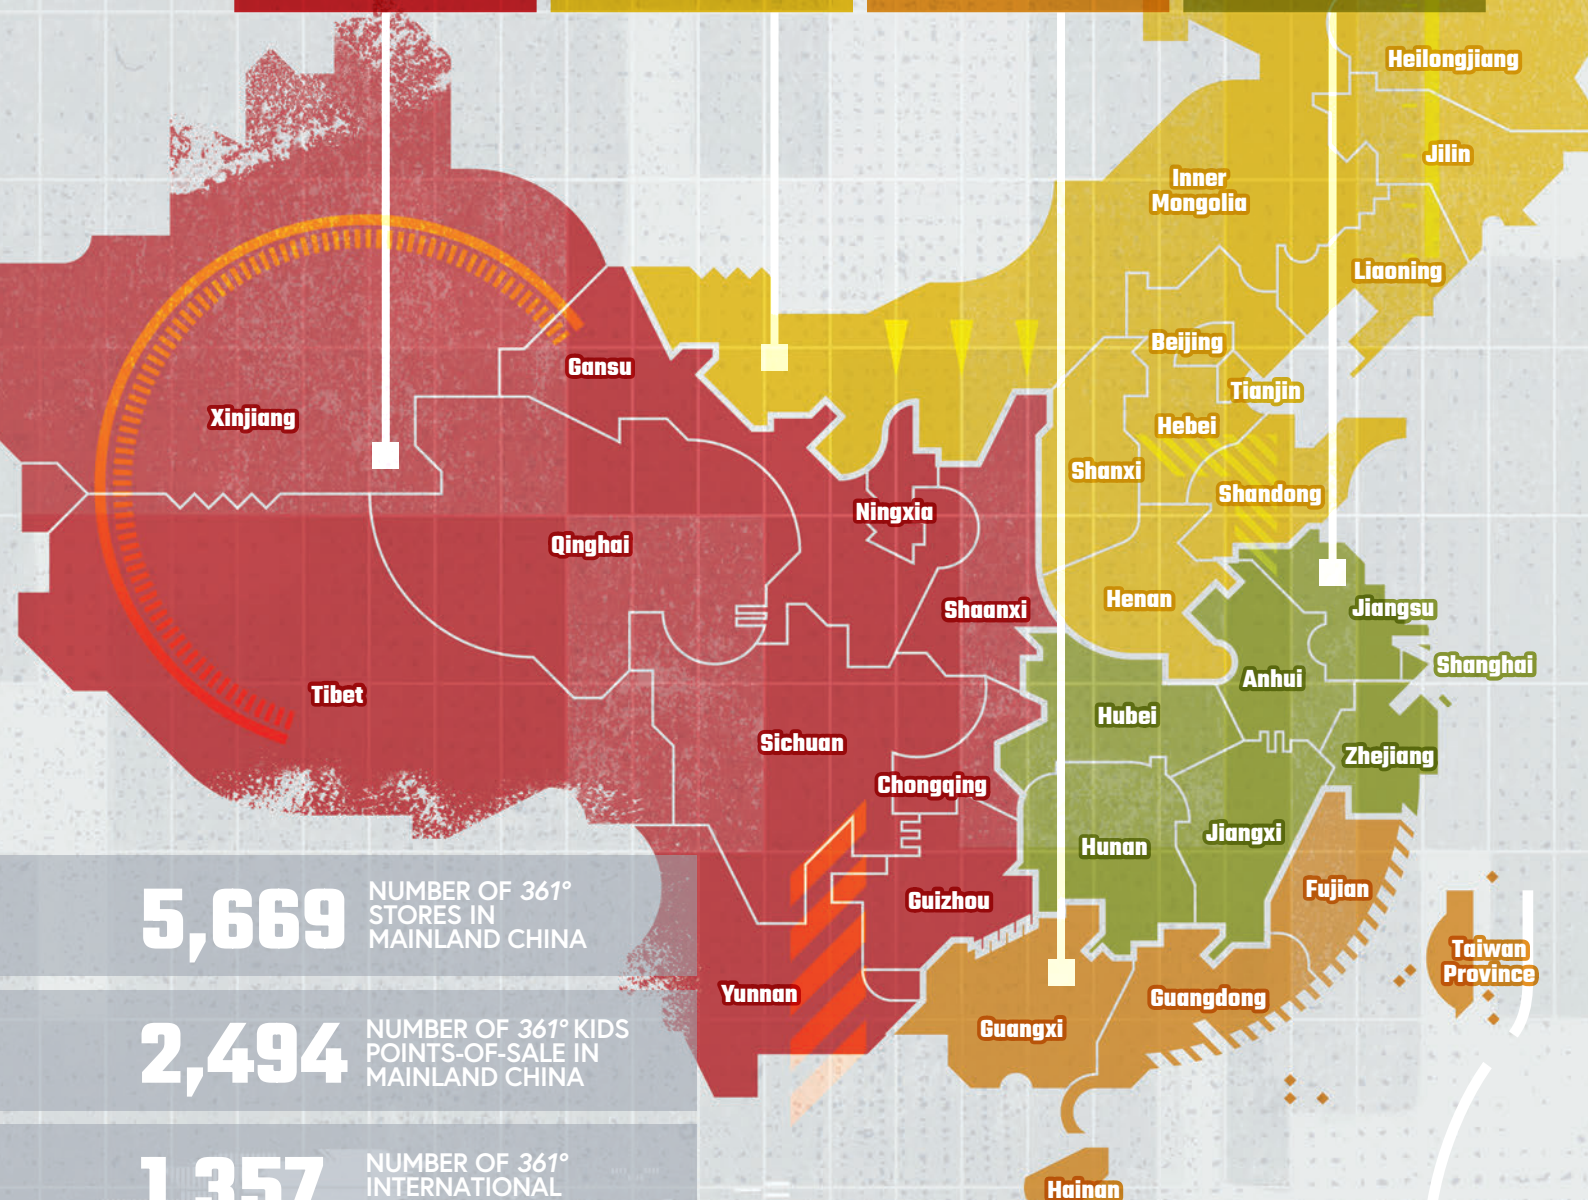 Heilongjiang
Jilin
Inner
Mongolia
Liaoning
Beijing
Gansu
Tianjin
Xinjiang
Hebei
Shanxi
Shandong
Ningxia
Qinghai
Henan
Shaanxi
Jiangsu
Shanghai
Anhui
Tibet
Hubei
Sichuan
Zhejiang
Chongqing
Jiangxi
Hunan
Fujian
Guizhou
Taiwan
Province
Yunnan
Guangdong
Guangxi
Hainan
5,669
NUMBER OF 361°
STORES IN
MAINLAND CHINA
2,494
NUMBER OF 361° KIDS
POINTS-OF-SALE IN
MAINLAND CHINA
1,357
NUMBER OF 361°
INTERNATIONAL